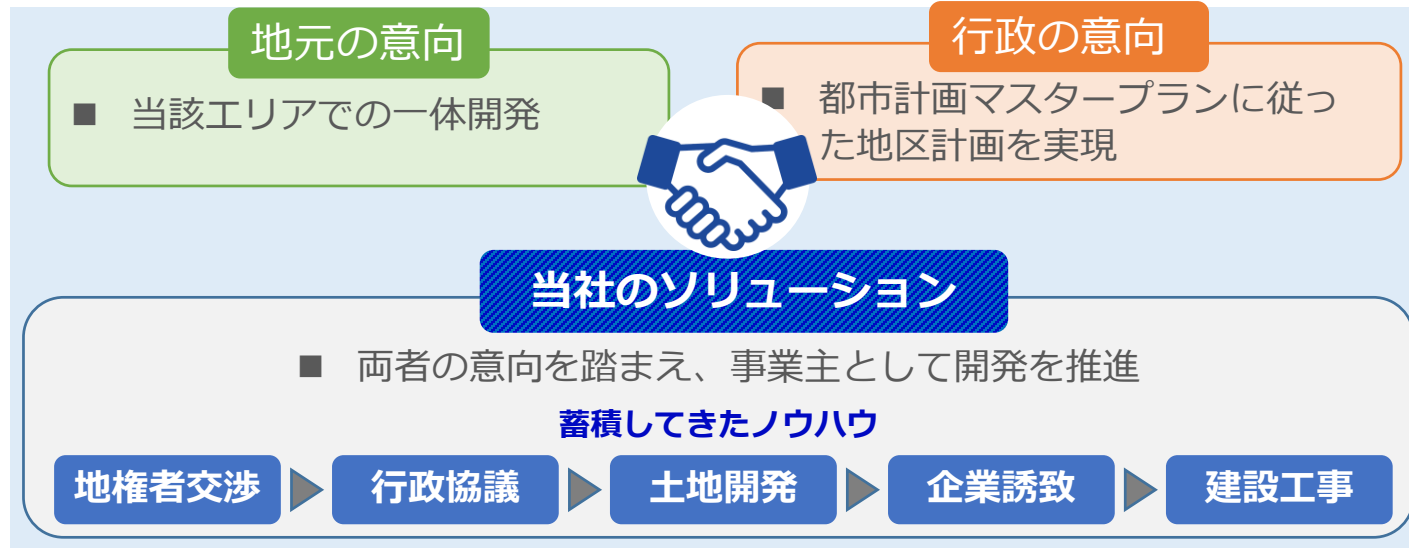 地元の意向
■ 当該エリアでの一体開発
行政の意向
■ 都市計画マスタープランに従っ
た地区計画を実現
当社のソリューション
■ 両者の意向を踏まえ、事業主として開発を推進
蓄積してきたノウハウ
地権者交渉
行政協議
土地開発
企業誘致
建設工事